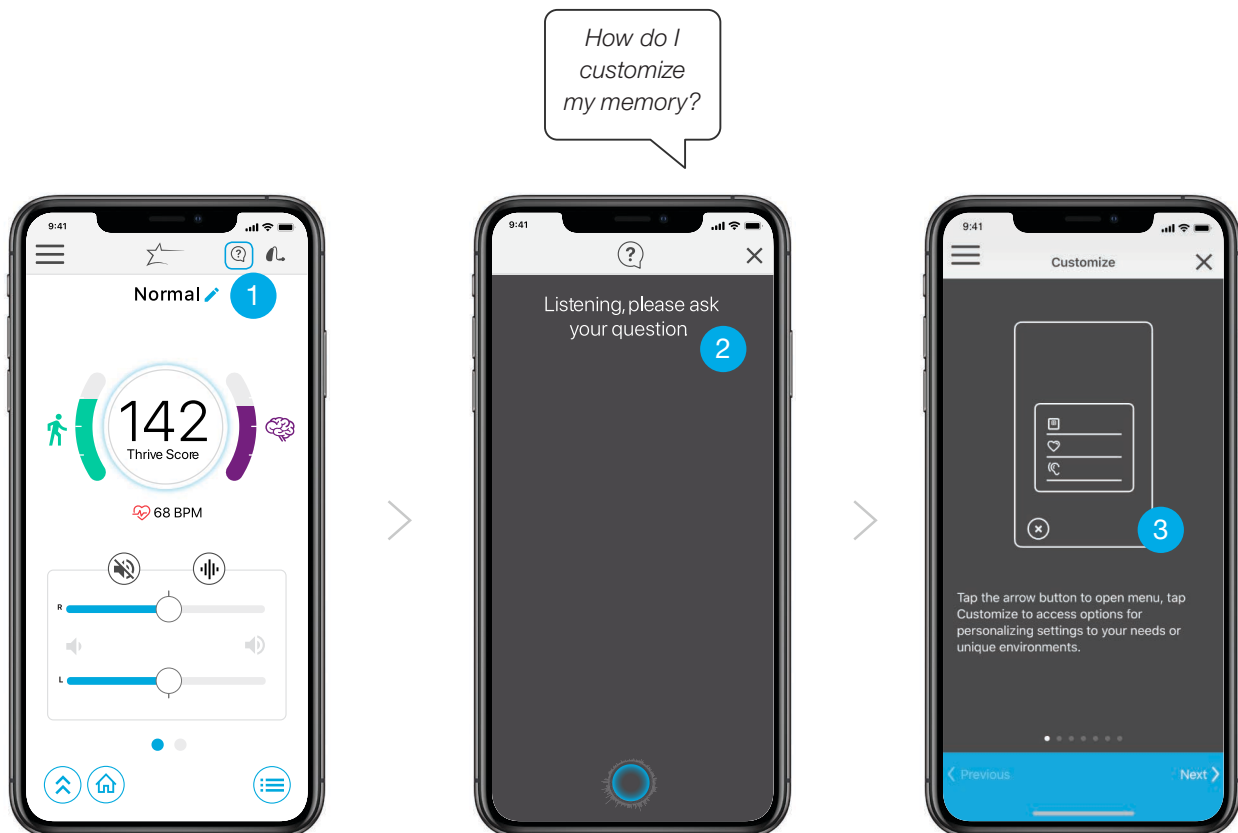 How do I
customize
my memory?
9:41
Normal
1
142
Thrive Score
68 BPM
R
L
9:41
?
Listening, please ask
your question
2
9:41
Customize
3
Tap the arrow button to open menu, tap
Customize to access options for
personalizing settings to your needs or
unique environments.
Previous
Next